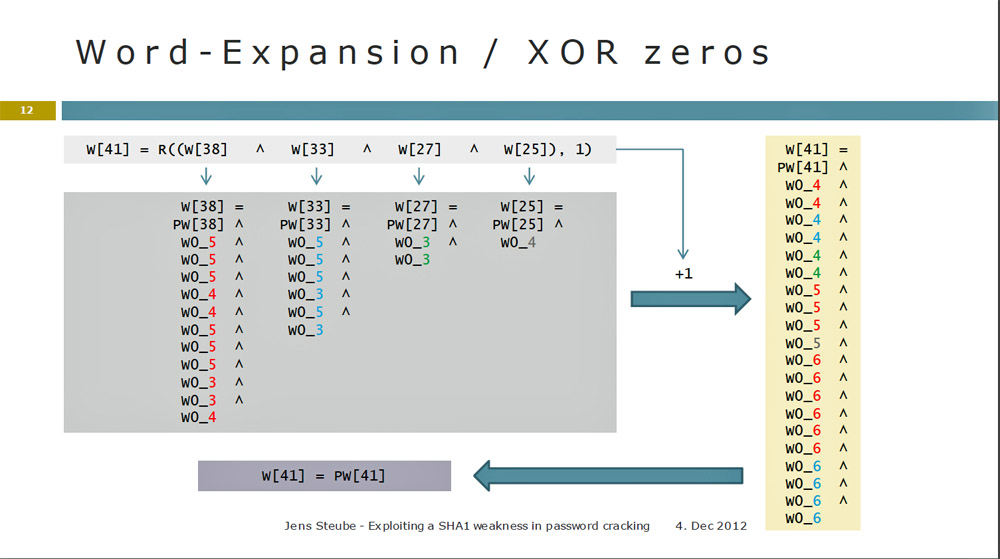 Word-Expansion / XOR zeros
12
W[41] = R((W[38] ^ W[33] ^ W[27] ^ W[25]), 1)
W[38] =
PW[38] ^
W0_5 ^
W0_5 ^
W0_5 ^
W0_4 ^
W0_4 ^
W0_5 ^
W0_5 ^
W0_5 ^
W0_3 ^
W0_3 ^
W0_4
W[33] =
PW[33] ^
W0_5 ^
W0_5 ^
W0_5 ^
W0_3 ^
W0_5 ^
W0_3
W[27] =
PW[27] ^
W0_3 ^
W0_3
W[25] =
PW[25] ^
W0_4
+1
W[41] =
PW[41] ^
W0_4 ^
W0_4 ^
W0_4 ^
W0_4 ^
W0_4 ^
W0_4 ^
W0_5 ^
W0_5 ^
W0_5 ^
W0_5 ^
W0_6 ^
W0_6 ^
W0_6 ^
W0_6 ^
W0_6 ^
W0_6 ^
W0_6 ^
W0_6 ^
W0_6 ^
W0_6
W[41] = PW[41]
Jens Steube - Exploiting a SHA1 weakness in password cracking 4. Dec 2012